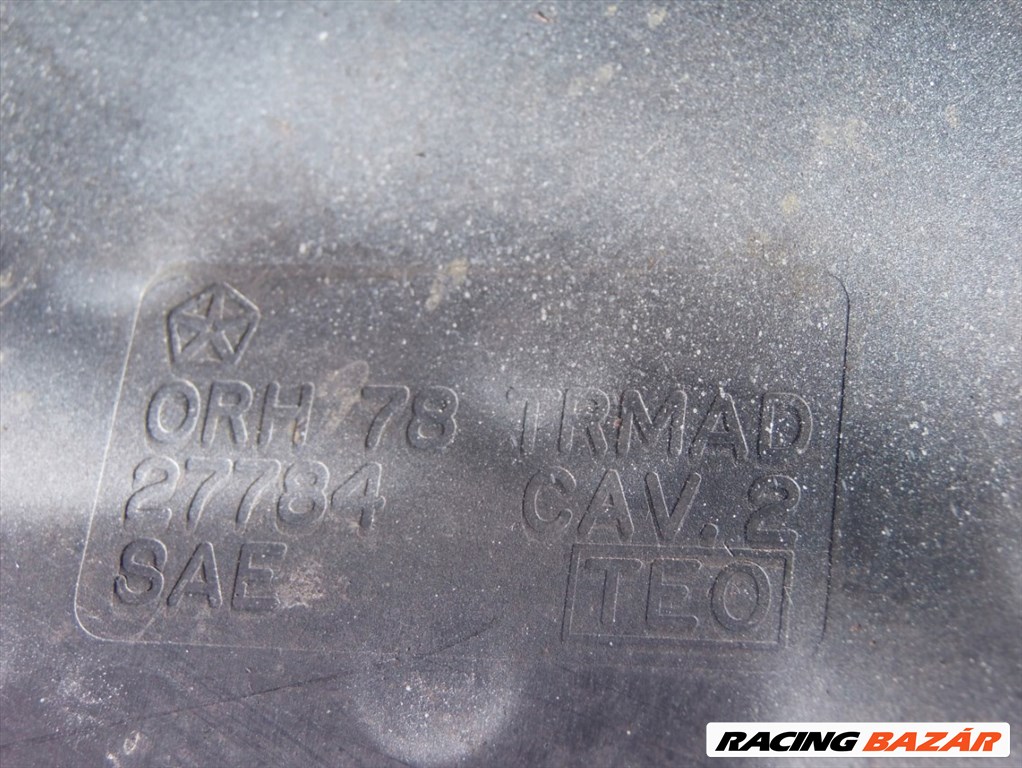 ORH 78 TRMAD
27784 CAV. 2
SAE TEO
RACING BAZÁR